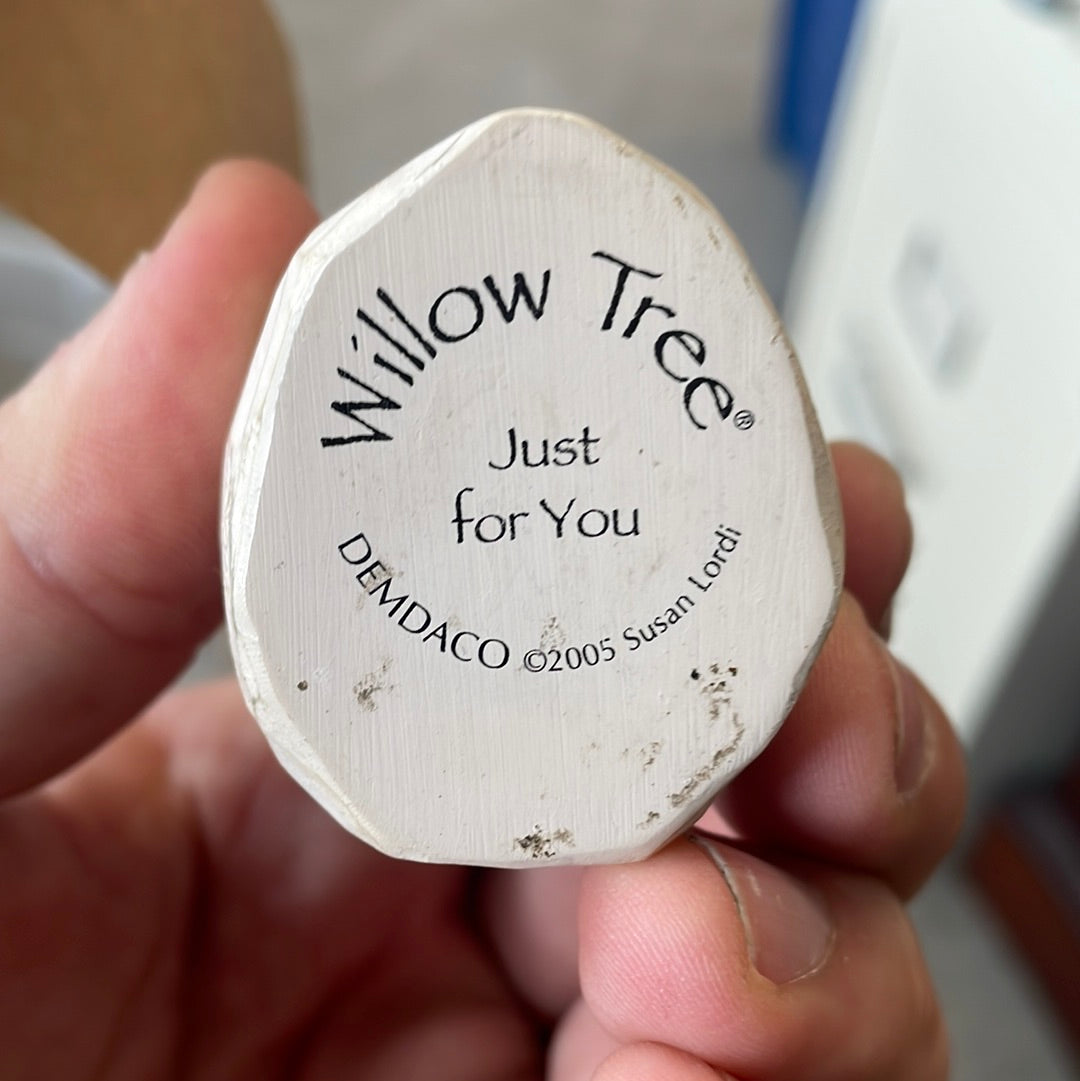 Willow Tree®
Just
for You
DEMDACO ©2005 Susan Lordi